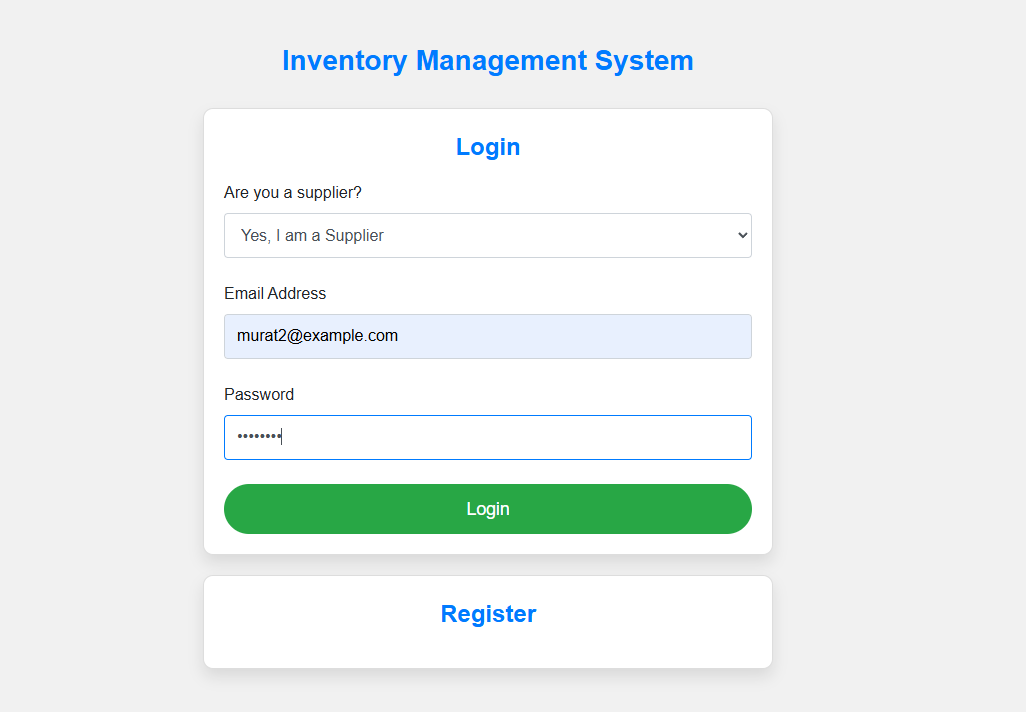 Inventory Management System
Login
Are you a supplier?
Yes, I am a Supplier
Email Address
murat2@example.com
Password
••••••••
Login
Register